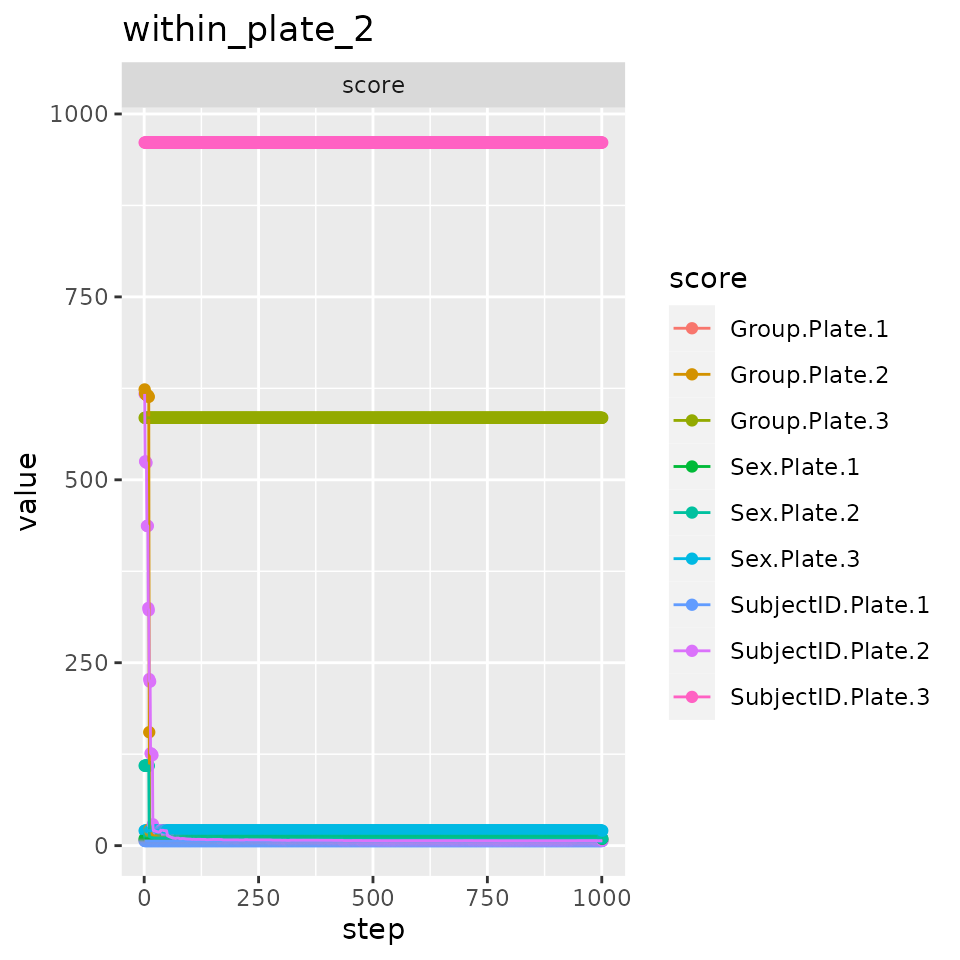 within_plate_2
score
1000
750
500
250
0
value
0 250 500 750 1000
step
score
Group.Plate.1
Group.Plate.2
Group.Plate.3
Sex.Plate.1
Sex.Plate.2
Sex.Plate.3
SubjectID.Plate.1
SubjectID.Plate.2
SubjectID.Plate.3